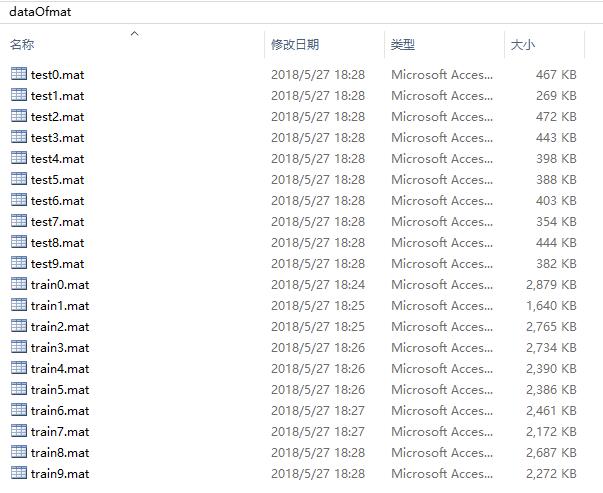 dataOfmat
名称 修改日期 类型 大小
test0.mat 2018/5/27 18:28 Microsoft Acces... 467 KB
test1.mat 2018/5/27 18:28 Microsoft Acces... 269 KB
test2.mat 2018/5/27 18:28 Microsoft Acces... 472 KB
test3.mat 2018/5/27 18:28 Microsoft Acces... 443 KB
test4.mat 2018/5/27 18:28 Microsoft Acces... 398 KB
test5.mat 2018/5/27 18:28 Microsoft Acces... 388 KB
test6.mat 2018/5/27 18:28 Microsoft Acces... 403 KB
test7.mat 2018/5/27 18:28 Microsoft Acces... 354 KB
test8.mat 2018/5/27 18:28 Microsoft Acces... 444 KB
test9.mat 2018/5/27 18:28 Microsoft Acces... 382 KB
train0.mat 2018/5/27 18:24 Microsoft Acces... 2,879 KB
train1.mat 2018/5/27 18:25 Microsoft Acces... 1,640 KB
train2.mat 2018/5/27 18:25 Microsoft Acces... 2,765 KB
train3.mat 2018/5/27 18:26 Microsoft Acces... 2,734 KB
train4.mat 2018/5/27 18:26 Microsoft Acces... 2,390 KB
train5.mat 2018/5/27 18:26 Microsoft Acces... 2,386 KB
train6.mat 2018/5/27 18:27 Microsoft Acces... 2,461 KB
train7.mat 2018/5/27 18:27 Microsoft Acces... 2,172 KB
train8.mat 2018/5/27 18:28 Microsoft Acces... 2,687 KB
train9.mat 2018/5/27 18:28 Microsoft Acces... 2,272 KB